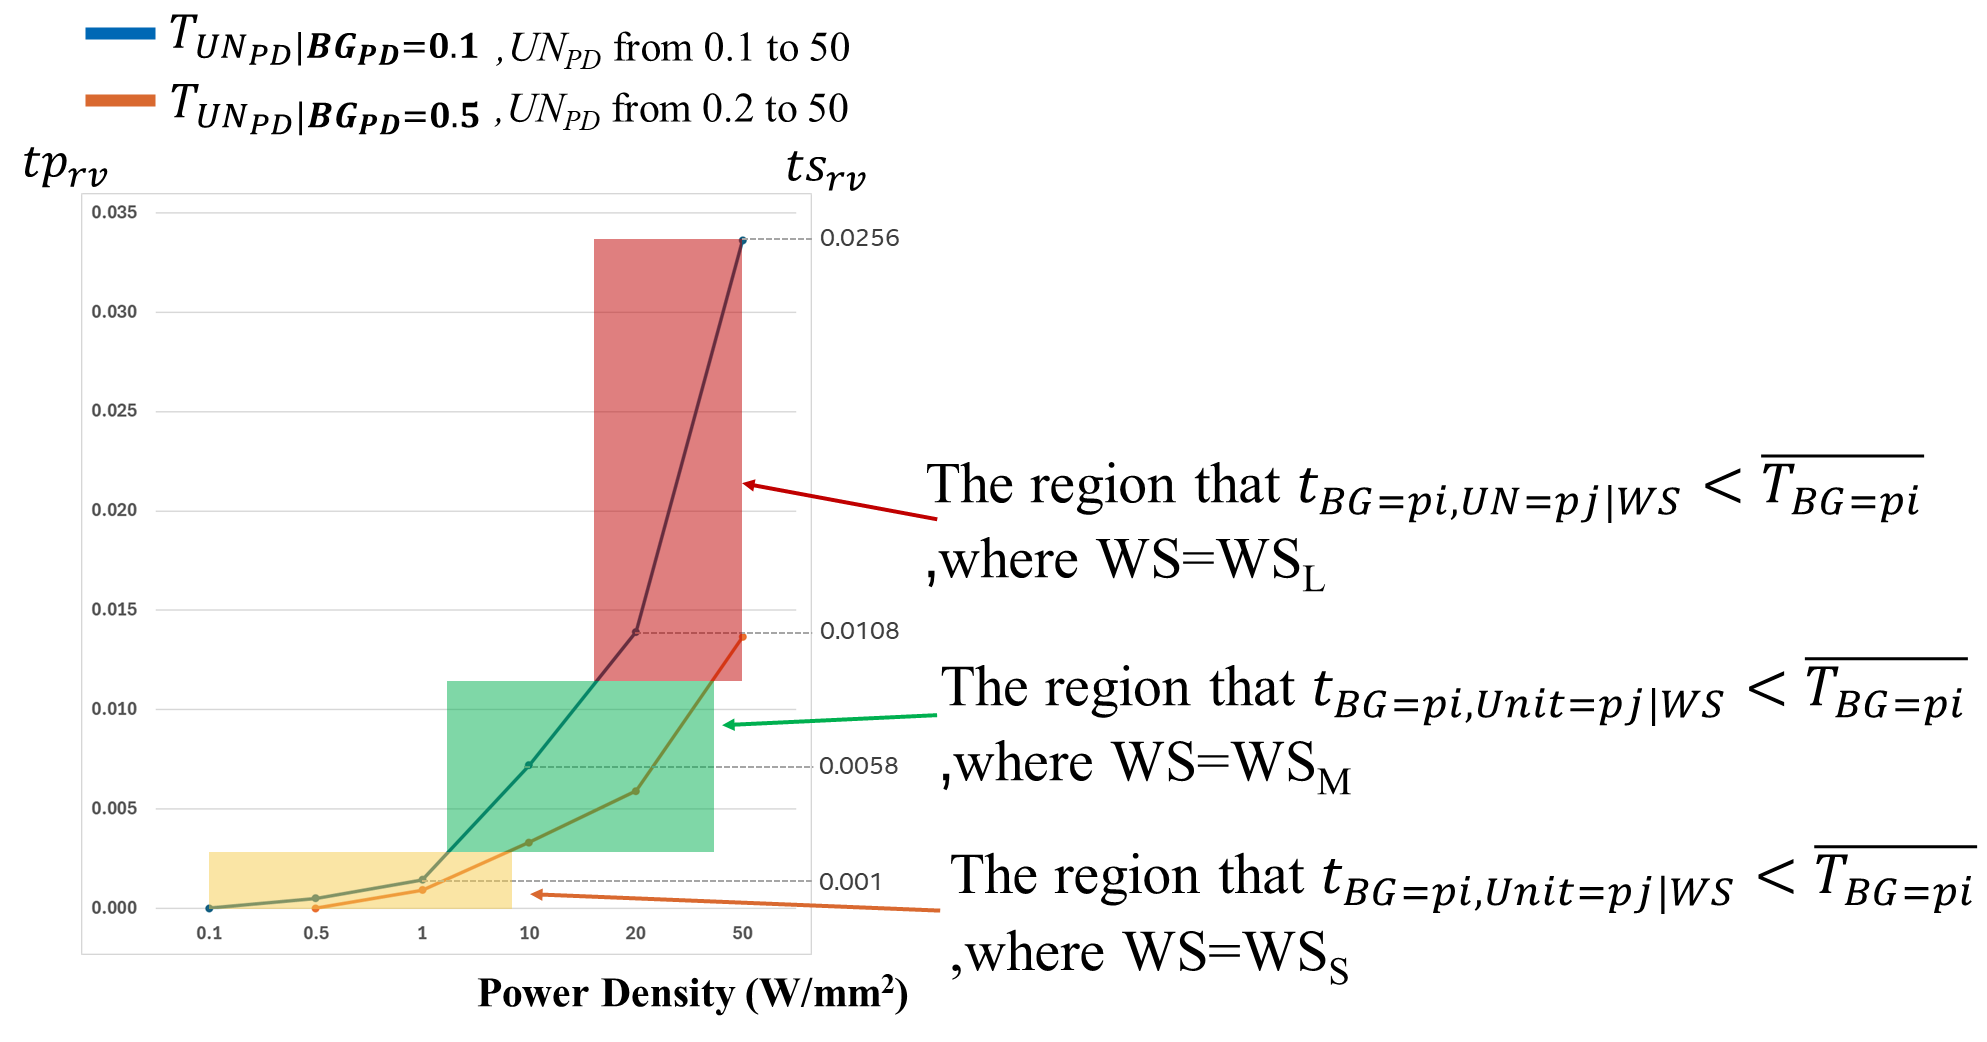 T_{UN_{PD}|BG_{PD}=0.1} ,UN_{PD} from 0.1 to 50
T_{UN_{PD}|BG_{PD}=0.5} ,UN_{PD} from 0.2 to 50
tp_{rv}
ts_{rv}
0.035
0.0256
0.030
0.025
0.020
0.015
0.0108
0.010
0.0058
0.005
0.001
0.000
0.1 0.5 1 10 20 50
Power Density (W/mm²)
The region that t_{BG=pi,UN=pj|WS} < \overline{T_{BG=pi}}
,where WS=WS_L
The region that t_{BG=pi,Unit=pj|WS} < \overline{T_{BG=pi}}
,where WS=WS_M
The region that t_{BG=pi,Unit=pj|WS} < \overline{T_{BG=pi}}
,where WS=WS_S